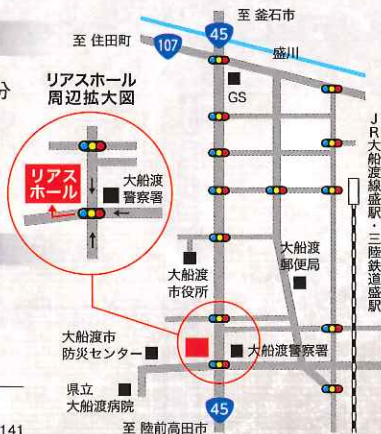 至 釜石市
45
至 住田町
107
盛川
分
リアスホール
周辺拡大図
GS
リアス
ホール
大船渡
警察署
JR大船渡線盛駅・三陸鉄道盛駅
大船渡
市役所
大船渡
郵便局
大船渡市
防災センター
大船渡警察署
県立
大船渡病院
45
141
至 陸前高田市